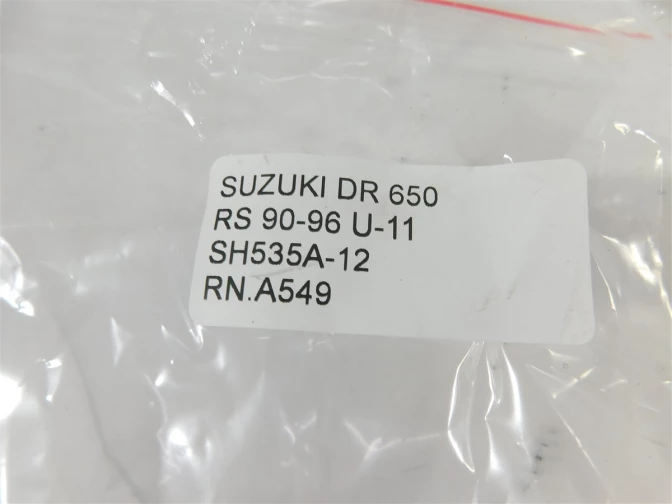 SUZUKI DR 650
RS 90-96 U-11
SH535A-12
RN.A549